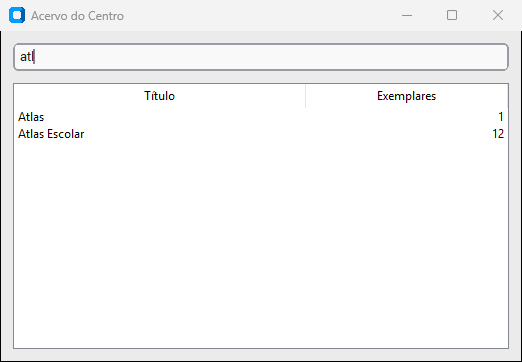 Acervo do Centro
atl
Título Exemplares
Atlas 1
Atlas Escolar 12